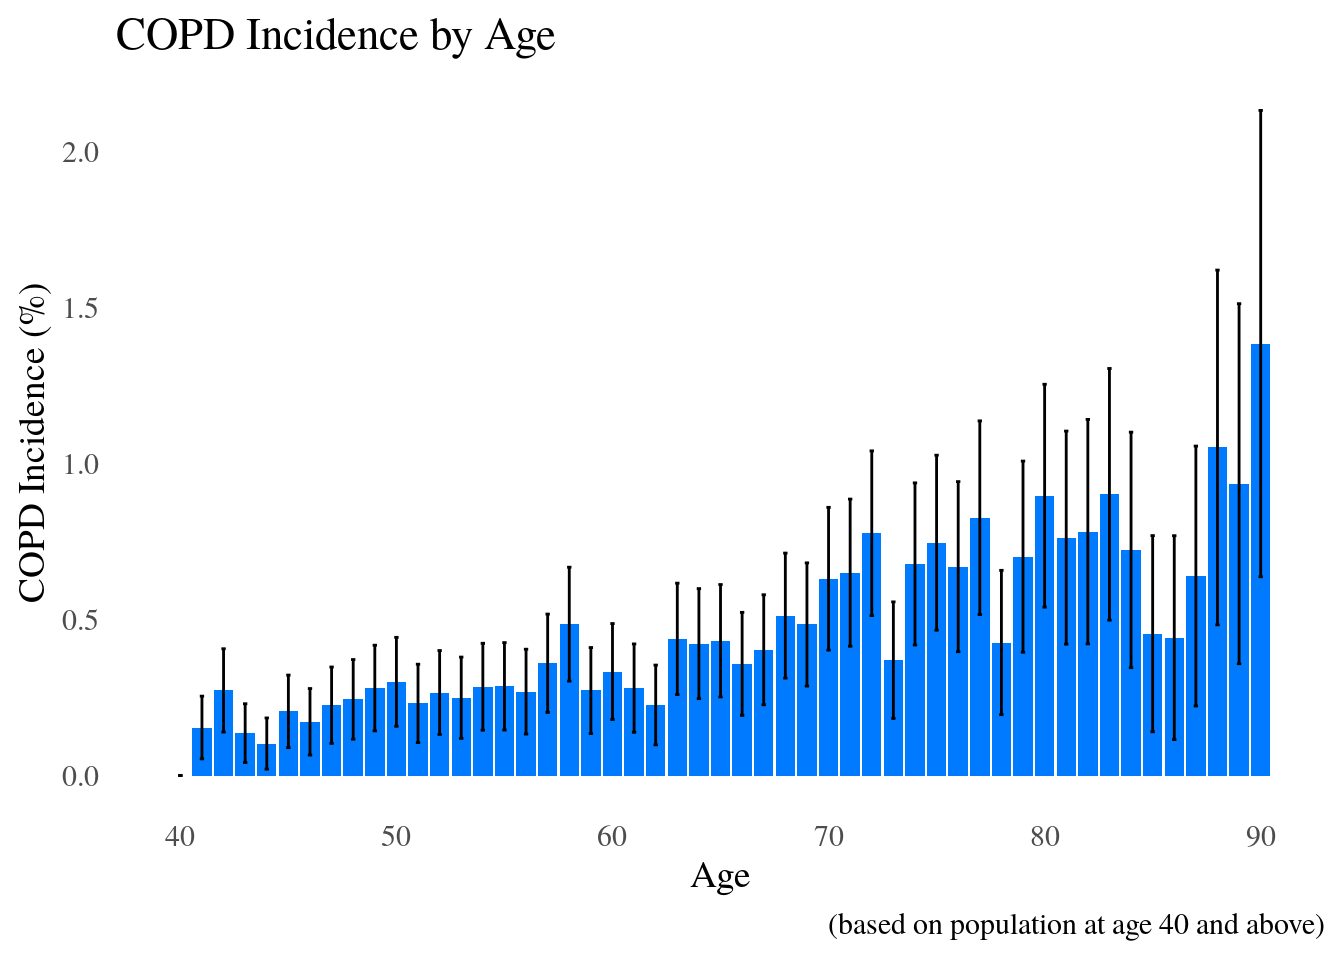 COPD Incidence by Age
COPD Incidence (%)
2.0
1.5
1.0
0.5
0.0
40 50 60 70 80 90
Age
(based on population at age 40 and above)